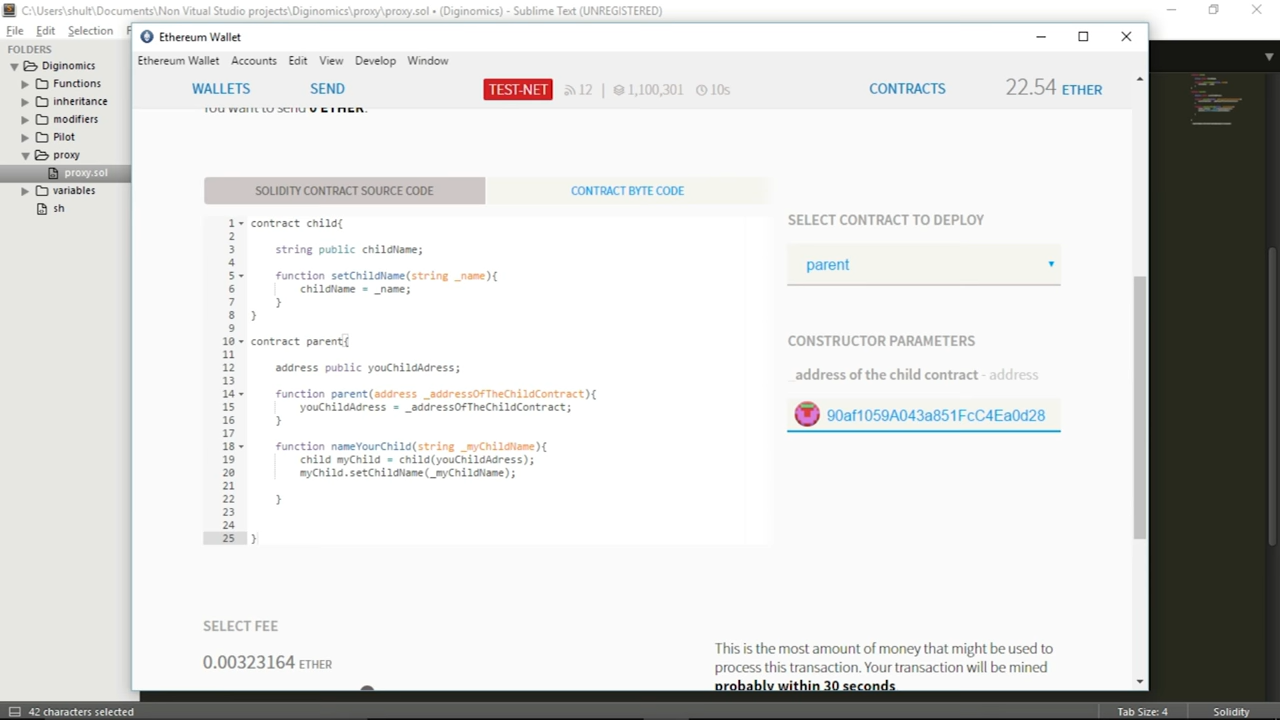 C:\Users\shult\Documents\Non Vitual Studio projects\Diginomics\proxy\proxy.sol • (Diginomics) - Sublime Text (UNREGISTERED)
File Edit Selection
FOLDERS
Diginomics
Functions
inheritance
modifiers
Pilot
proxy
proxy.sol
variables
sh
Ethereum Wallet
Ethereum Wallet Accounts Edit View Develop Window
WALLETS SEND TEST-NET 12 | 1,100,301 10s CONTRACTS 22.54 ETHER
You want to send 0 ETHER.
SOLIDITY CONTRACT SOURCE CODE CONTRACT BYTE CODE
1 contract child{
2
3 string public childName;
4
5 function setChildName(string _name){
6 childName = _name;
7 }
8 }
9
10 contract parent{
11
12 address public youChildAdress;
13
14 function parent(address _addressOfTheChildContract){
15 youChildAdress = _addressOfTheChildContract;
16 }
17
18 function nameYourChild(string _myChildName){
19 child myChild = child(youChildAdress);
20 myChild.setChildName(_myChildName);
21
22 }
23
24
25 }
SELECT CONTRACT TO DEPLOY
parent
CONSTRUCTOR PARAMETERS
_address of the child contract - address
90af1059A043a851FcC4Ea0d28
SELECT FEE
0.00323164 ETHER
This is the most amount of money that might be used to
process this transaction. Your transaction will be mined
probably within 30 seconds
42 characters selected
Tab Size: 4 Solidity